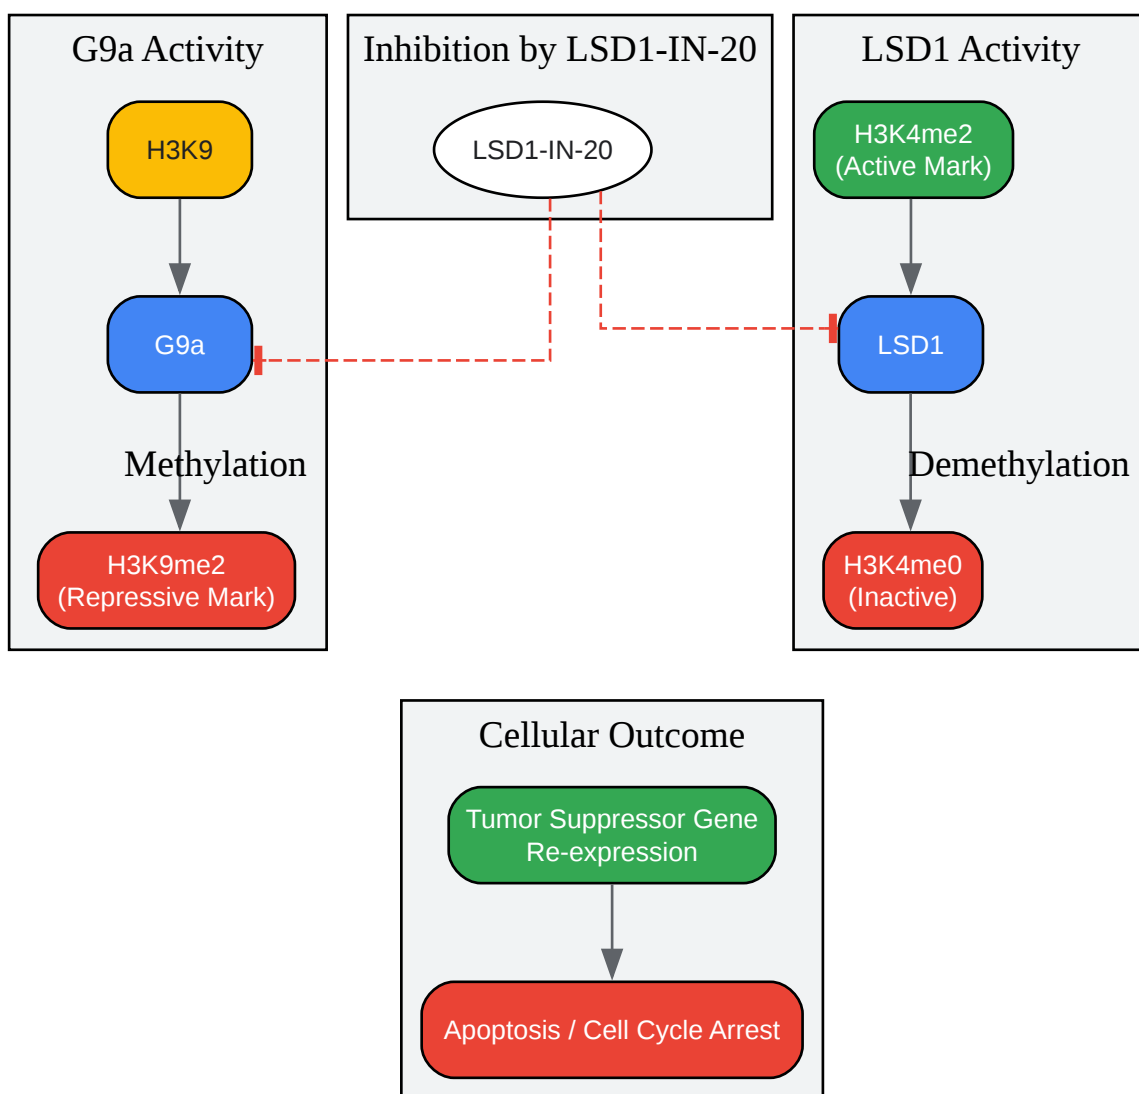 G9a Activity
H3K9
G9a
Methylation
H3K9me2
(Repressive Mark)
Inhibition by LSD1-IN-20
LSD1-IN-20
LSD1 Activity
H3K4me2
(Active Mark)
LSD1
Demethylation
H3K4me0
(Inactive)
Cellular Outcome
Tumor Suppressor Gene
Re-expression
Apoptosis / Cell Cycle Arrest